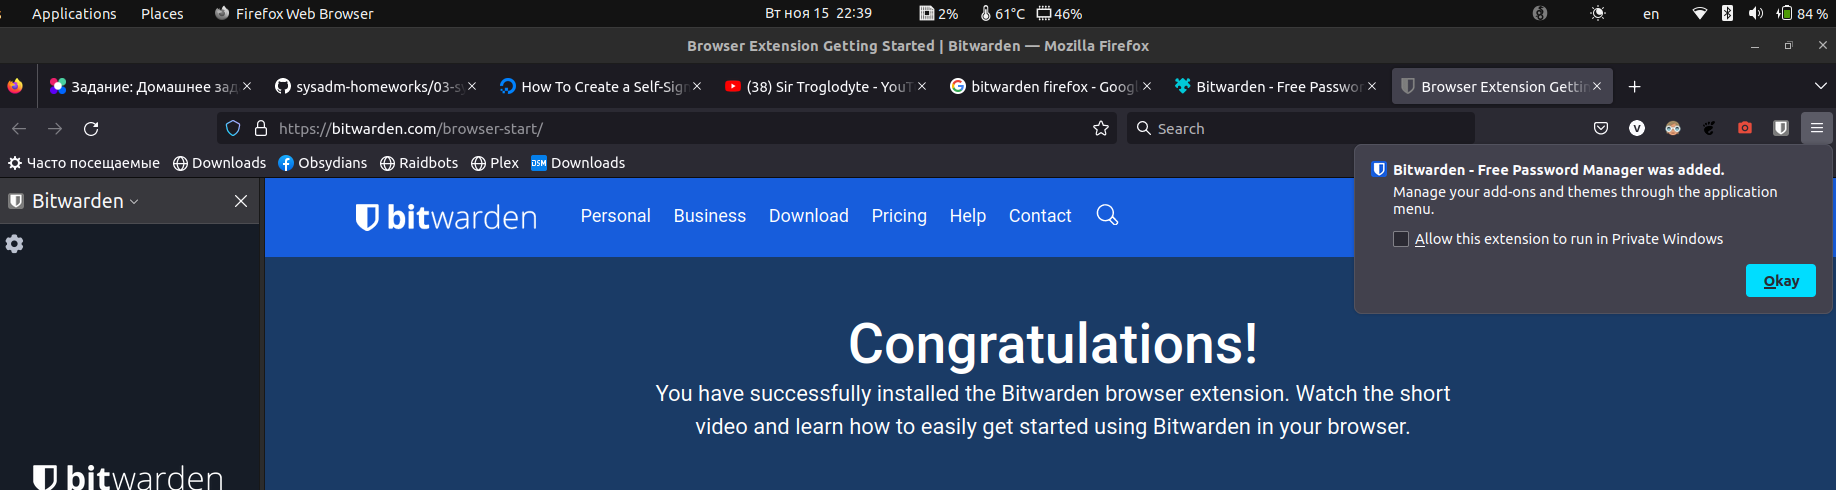 Applications Places Firefox Web Browser Вт ноя 15 22:39 2% 61°C 46% en 84 %
Browser Extension Getting Started | Bitwarden — Mozilla Firefox
Задание: Домашнее зад sysadm-homeworks/03-sy How To Create a Self-Sign (38) Sir Troglodyte - YouT bitwarden firefox - Googl Bitwarden - Free Passwor Browser Extension Gettin
https://bitwarden.com/browser-start/ Search
Часто посещаемые Downloads Obsydians Raidbots Plex DSM Downloads
Bitwarden - Free Password Manager was added.
Manage your add-ons and themes through the application
menu.
Allow this extension to run in Private Windows
Okay
Bitwarden
bitwarden Personal Business Download Pricing Help Contact
Congratulations!
You have successfully installed the Bitwarden browser extension. Watch the short
video and learn how to easily get started using Bitwarden in your browser.
bitwarden